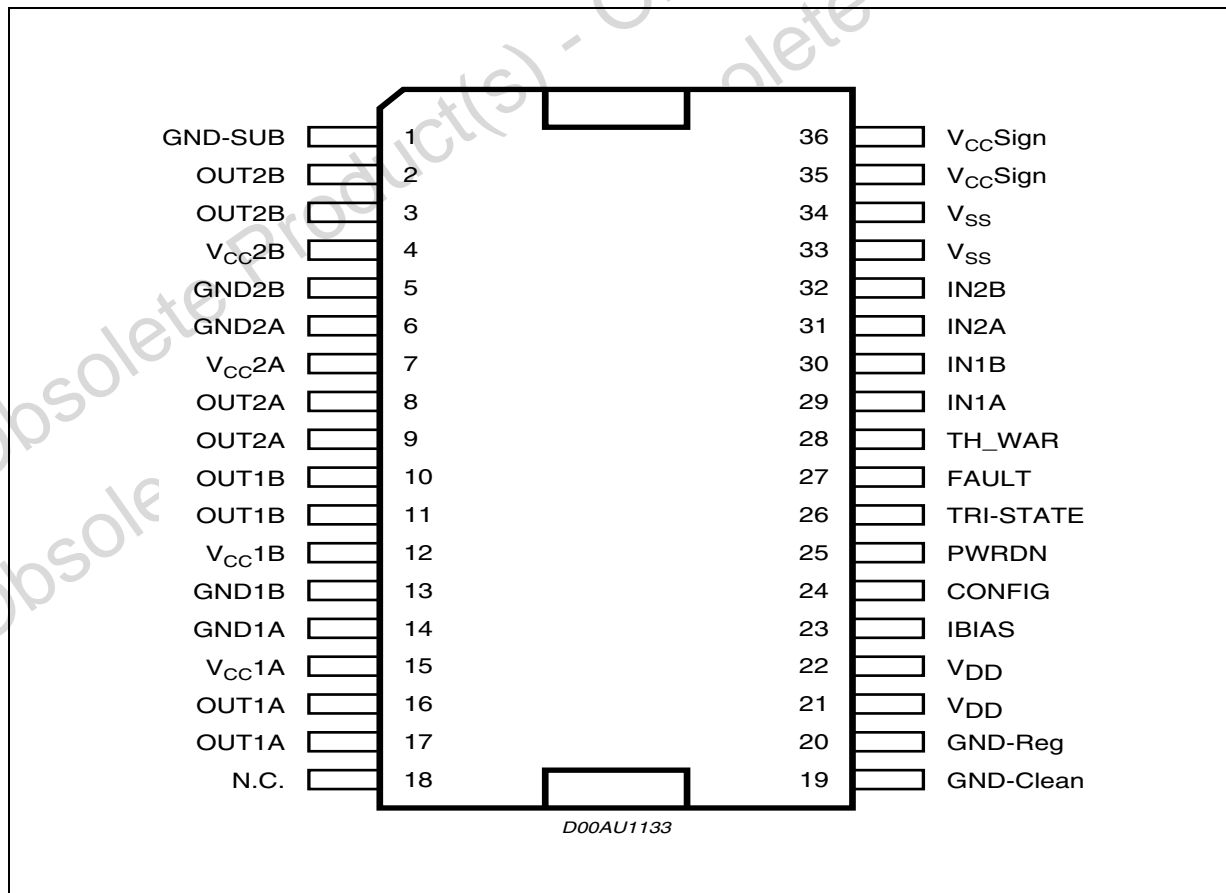 Obsolete Product(s) - O
obsolete
Obsole
GND-SUB 1 36 VCCSign
OUT2B 2 35 VCCSign
OUT2B 3 34 VSS
VCC2B 4 33 VSS
GND2B 5 32 IN2B
GND2A 6 31 IN2A
VCC2A 7 30 IN1B
OUT2A 8 29 IN1A
OUT2A 9 28 TH_WAR
OUT1B 10 27 FAULT
OUT1B 11 26 TRI-STATE
VCC1B 12 25 PWRDN
GND1B 13 24 CONFIG
GND1A 14 23 IBIAS
VCC1A 15 22 VDD
OUT1A 16 21 VDD
OUT1A 17 20 GND-Reg
N.C. 18 19 GND-Clean
D00AU1133